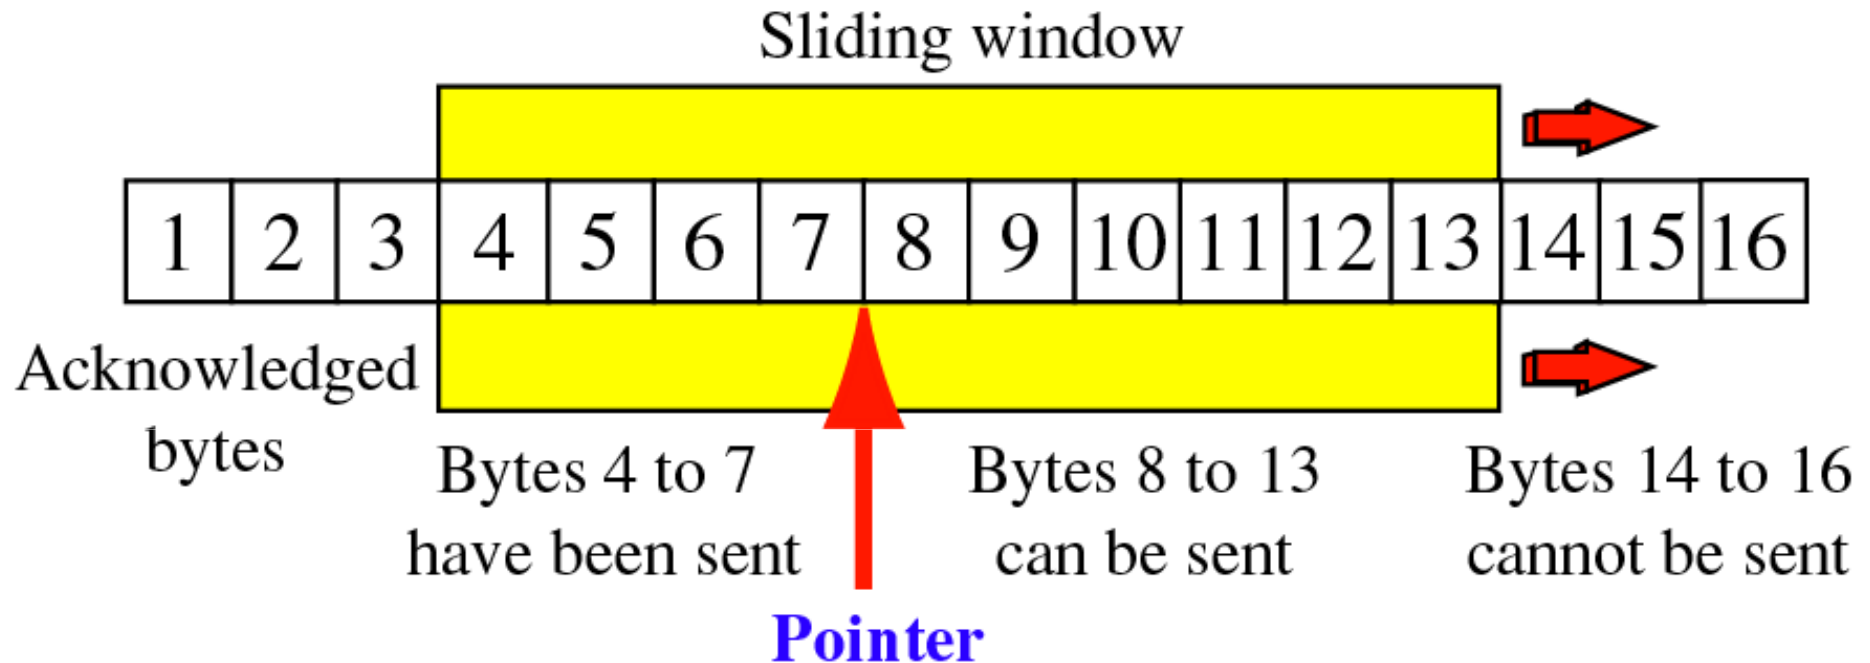 Sliding window
1 2 3 4 5 6 7 8 9 10 11 12 13 14 15 16
Acknowledged
bytes
Bytes 4 to 7
have been sent
Bytes 8 to 13
can be sent
Bytes 14 to 16
cannot be sent
Pointer